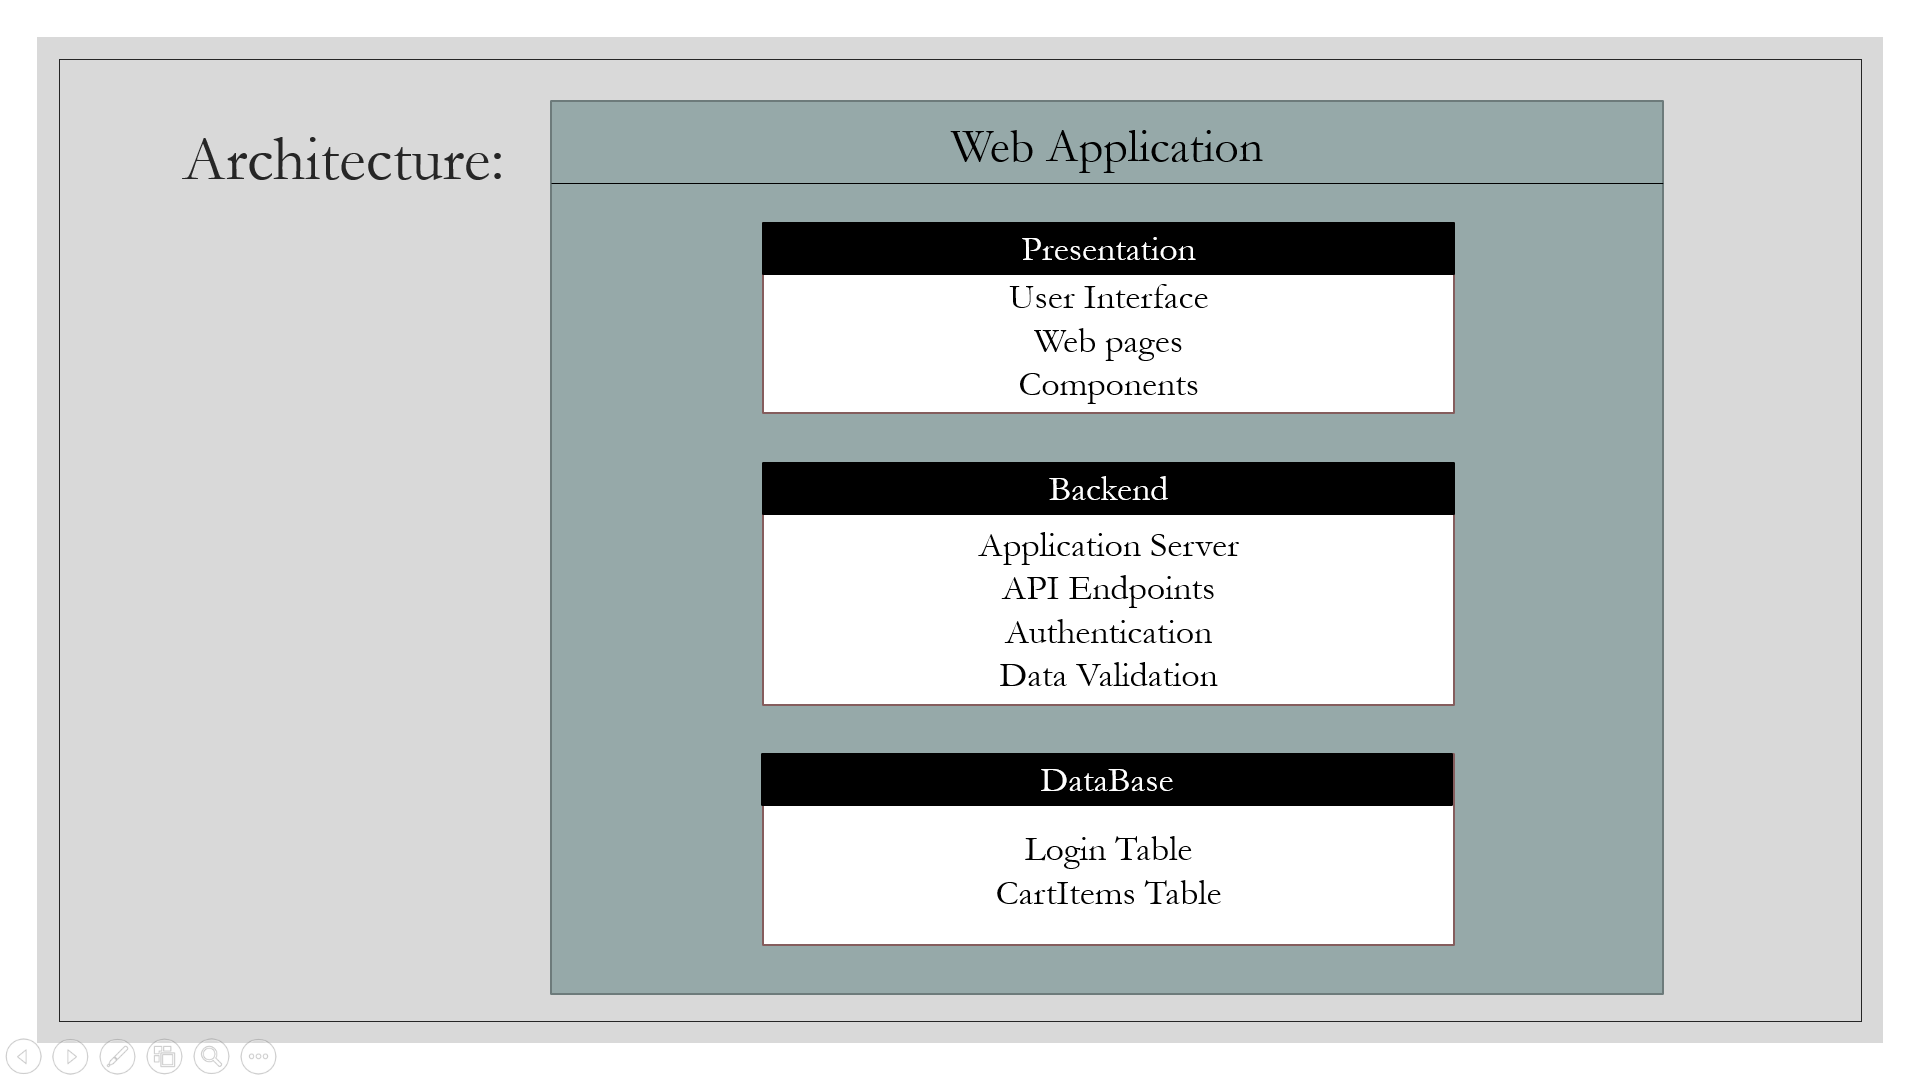 Architecture:
Web Application
Presentation
User Interface
Web pages
Components
Backend
Application Server
API Endpoints
Authentication
Data Validation
DataBase
Login Table
CartItems Table